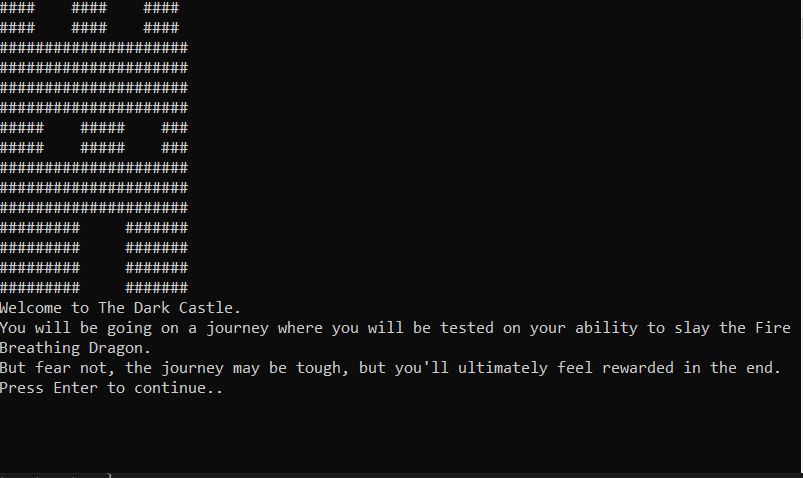 ####    ####    ####
####    ####    ####
#####################
#####################
#####################
#####################
#####    #####    ###
#####    #####    ###
#####################
#####################
#####################
#########     #######
#########     #######
#########     #######
#########     #######
Welcome to The Dark Castle.
You will be going on a journey where you will be tested on your ability to slay the Fire
Breathing Dragon.
But fear not, the journey may be tough, but you'll ultimately feel rewarded in the end.
Press Enter to continue..